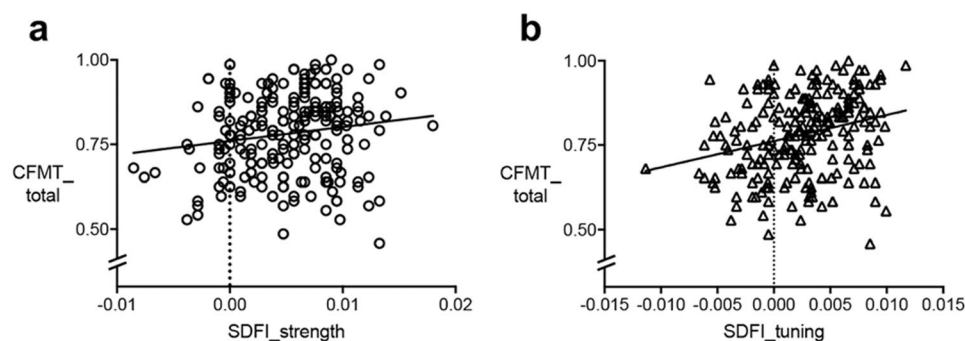 a
1.00
0.75
CFMT_
total
0.50
-0.01 0.00 0.01 0.02
SDFI_strength
b
1.00
0.75
CFMT_
total
0.50
-0.015 -0.010 -0.005 0.000 0.005 0.010 0.015
SDFI_tuning